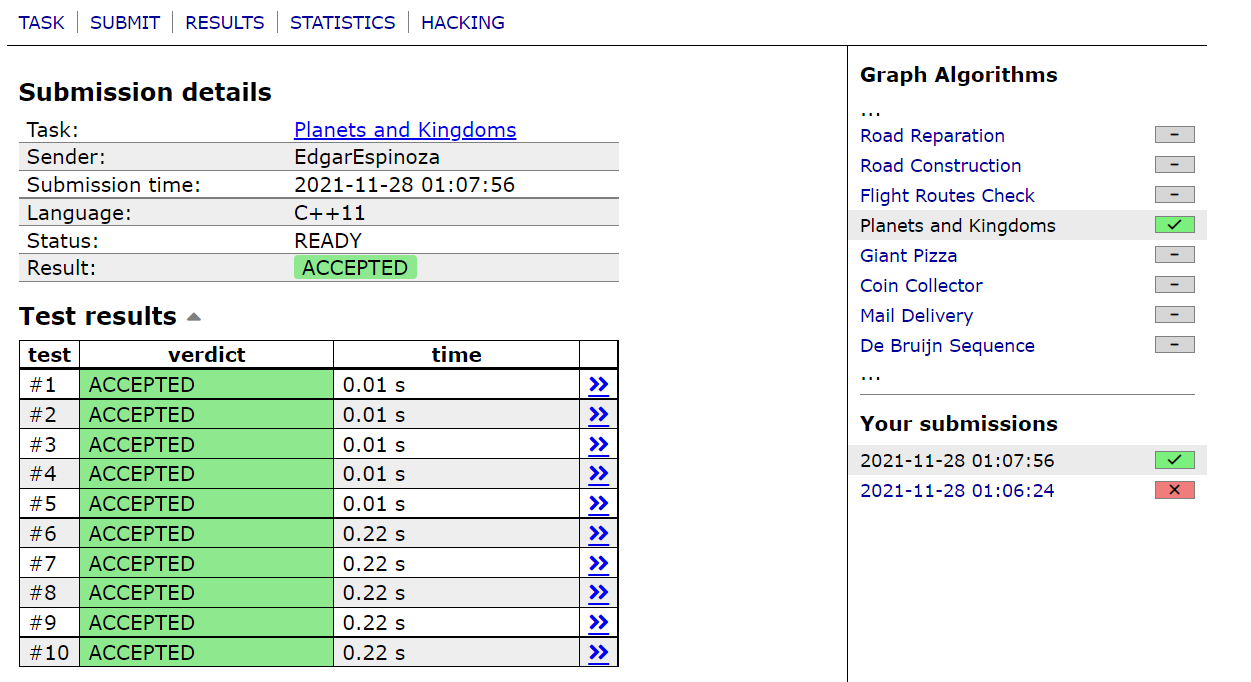 TASK | SUBMIT | RESULTS | STATISTICS | HACKING
Submission details
Task: Planets and Kingdoms
Sender: EdgarEspinoza
Submission time: 2021-11-28 01:07:56
Language: C++11
Status: READY
Result: ACCEPTED
Test results
test verdict time
#1 ACCEPTED 0.01 s »
#2 ACCEPTED 0.01 s »
#3 ACCEPTED 0.01 s »
#4 ACCEPTED 0.01 s »
#5 ACCEPTED 0.01 s »
#6 ACCEPTED 0.22 s »
#7 ACCEPTED 0.22 s »
#8 ACCEPTED 0.22 s »
#9 ACCEPTED 0.22 s »
#10 ACCEPTED 0.22 s »
Graph Algorithms
...
Road Reparation –
Road Construction –
Flight Routes Check –
Planets and Kingdoms ✓
Giant Pizza –
Coin Collector –
Mail Delivery –
De Bruijn Sequence –
...
Your submissions
2021-11-28 01:07:56 ✓
2021-11-28 01:06:24 ✕